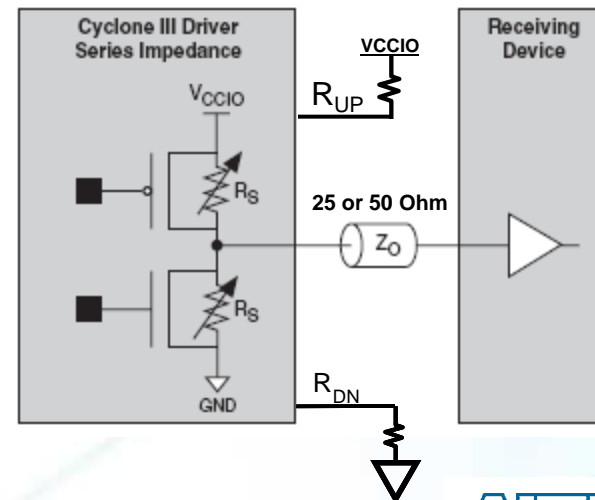 Cyclone III Driver
Series Impedance
VCCIO
RS
RS
GND
RUP
VCCIO
25 or 50 Ohm
ZO
RDN
Receiving
Device